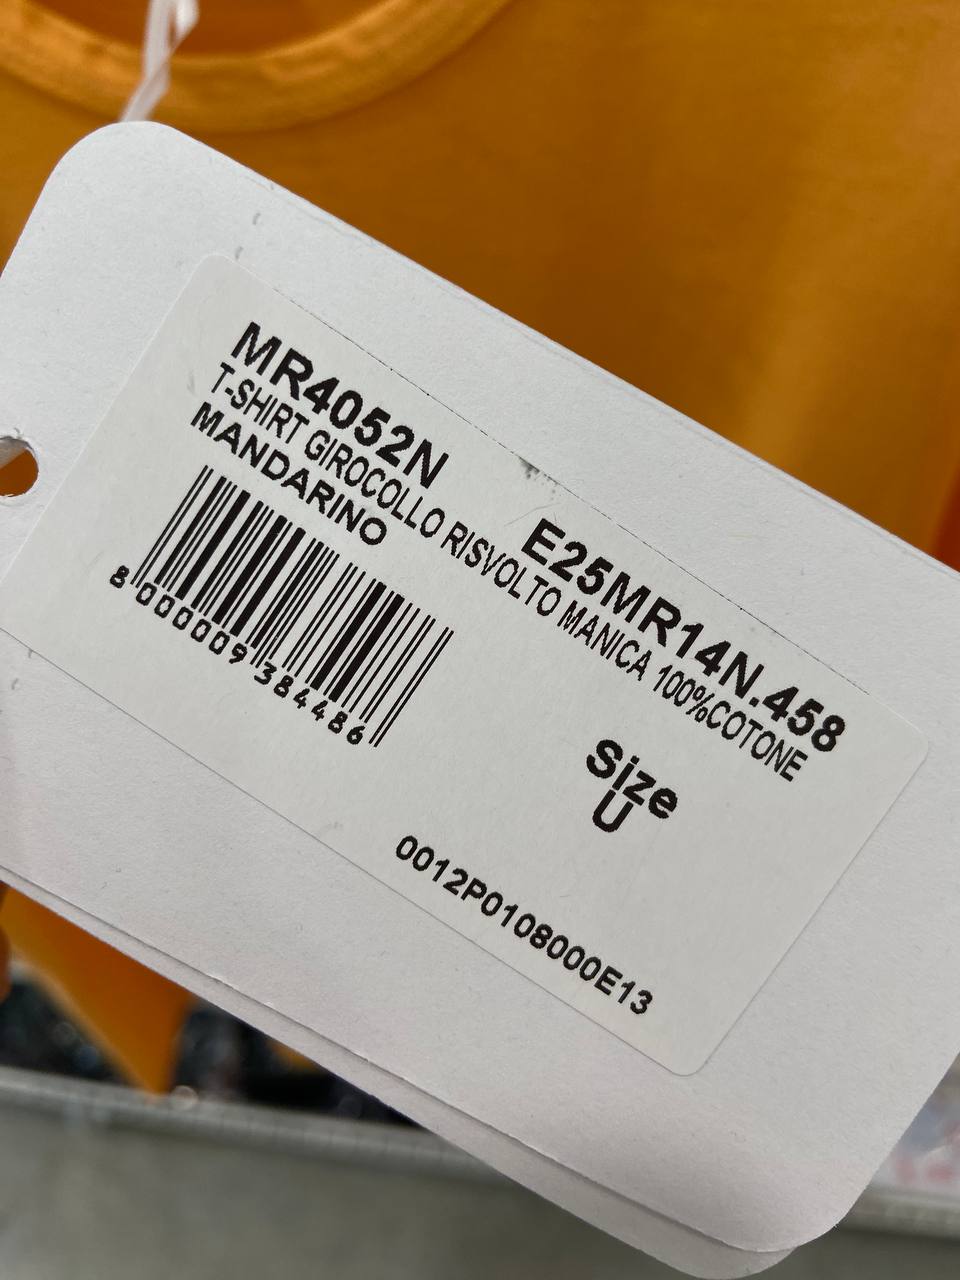 MR4052N E25MR14N.458
T-SHIRT GIROCOLLO RISVOLTO MANICA 100%COTONE
MANDARINO
8 000009 384486
Size
U
0012P0108000E13